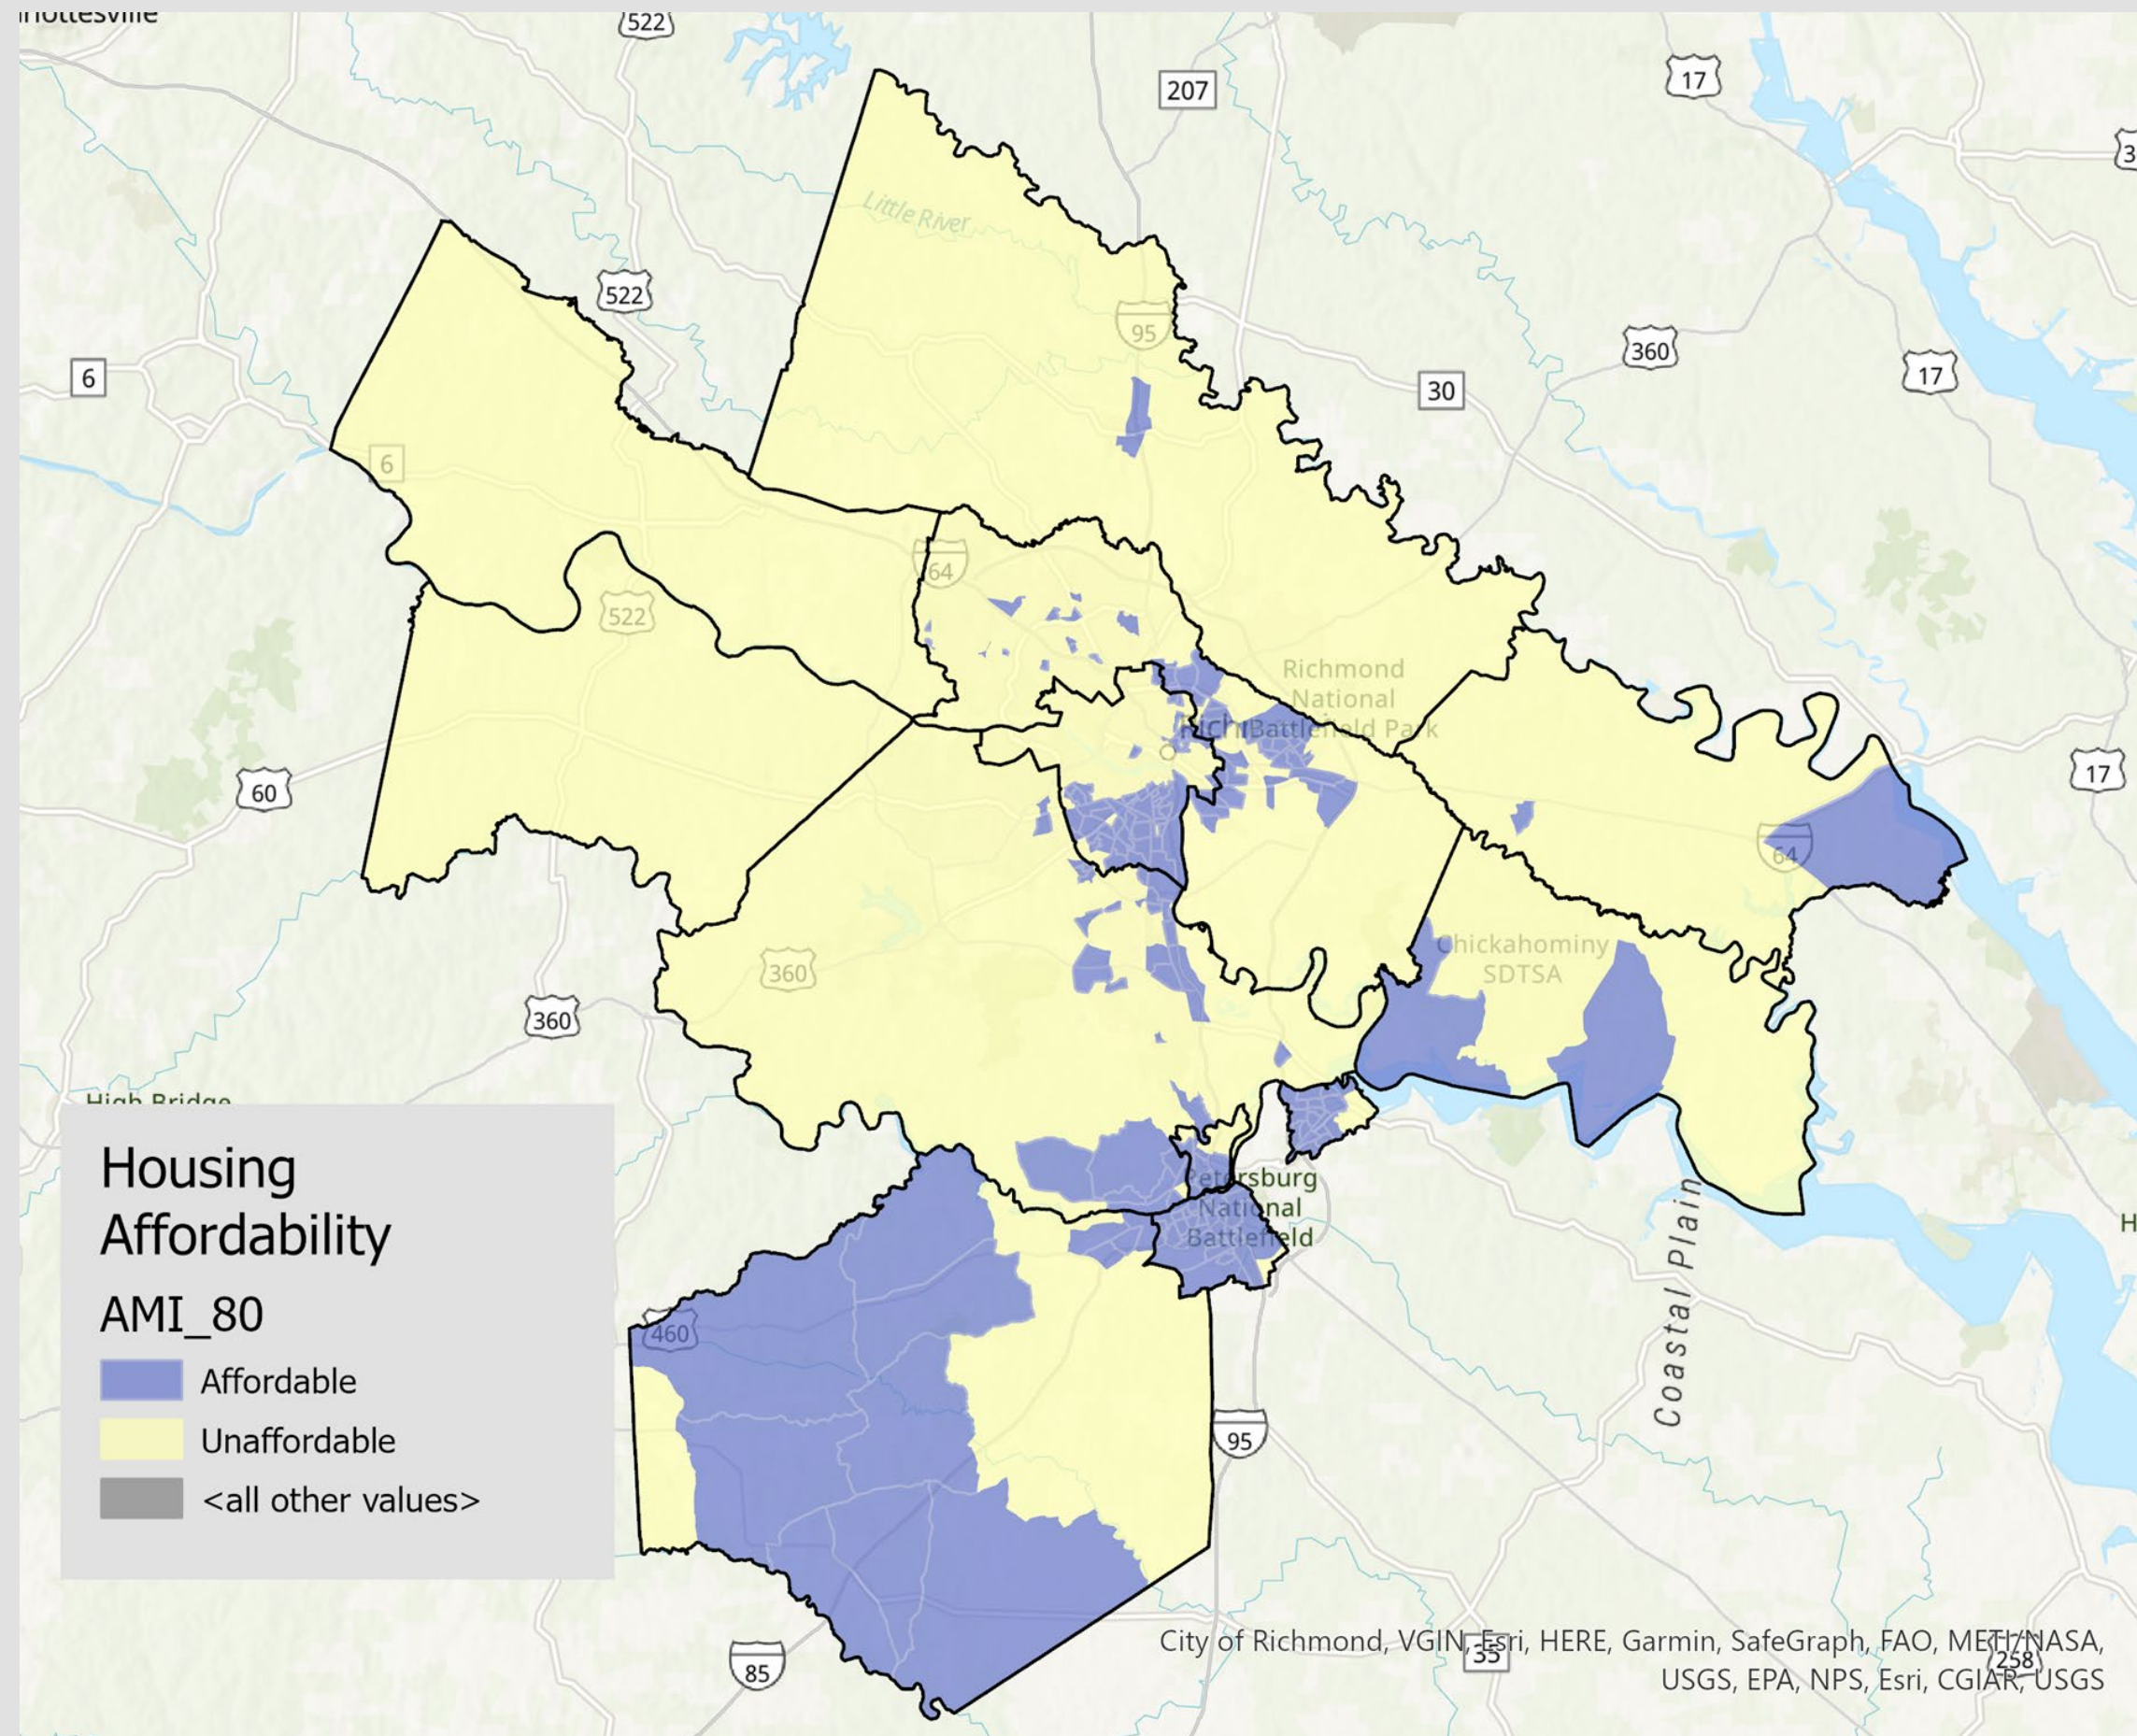 522
207
17
Little River
522
95
360
6
30
17
6
64
522
Richmond
National
Battlefield Park
60
17
64
Chickahominy
SDTSA
360
360
High Bridge
Petersburg
National
Battlefield
Coastal Plain
Housing
Affordability
AMI_80
Affordable
Unaffordable
<all other values>
460
95
85
35
258
City of Richmond, VGIN, Esri, HERE, Garmin, SafeGraph, FAO, METI/NASA,
USGS, EPA, NPS, Esri, CGIAR, USGS